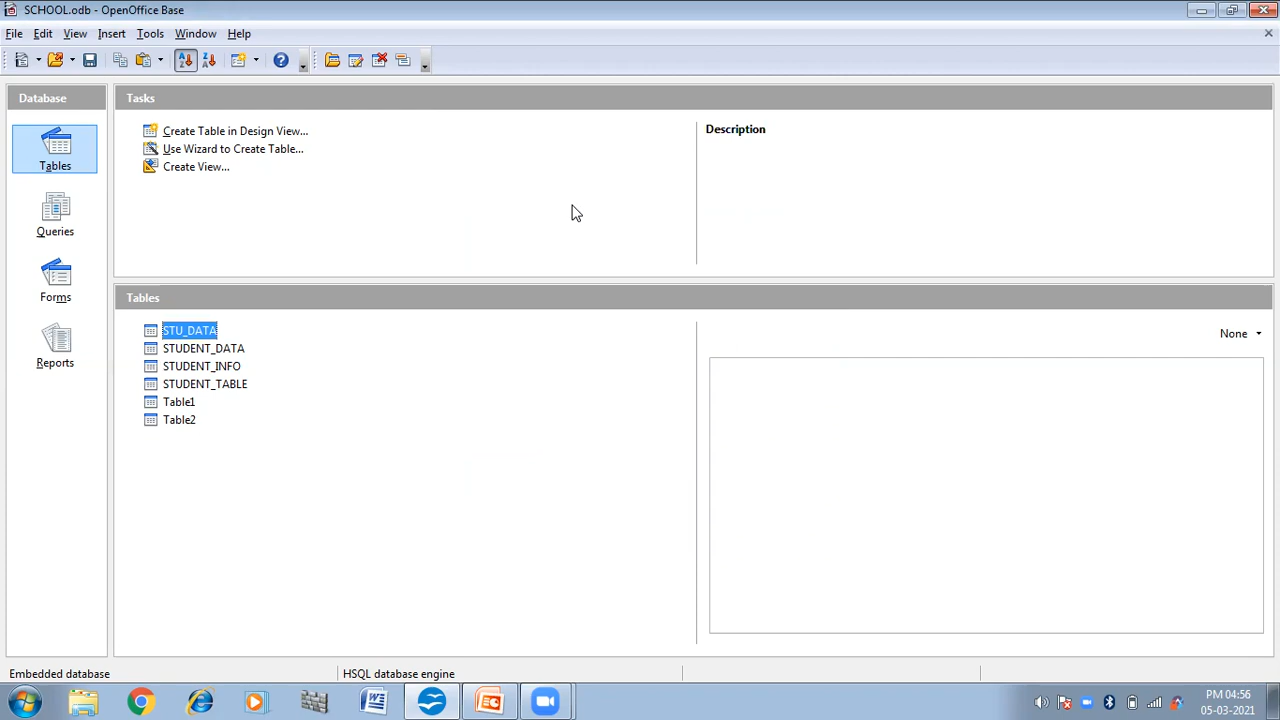 SCHOOL.odb - OpenOffice Base
File Edit View Insert Tools Window Help
Database
Tables
Queries
Forms
Reports
Tasks
Create Table in Design View...
Use Wizard to Create Table...
Create View...
Description
Tables
STU_DATA
STUDENT_DATA
STUDENT_INFO
STUDENT_TABLE
Table1
Table2
None
Embedded database
HSQL database engine
PM 04:56
05-03-2021